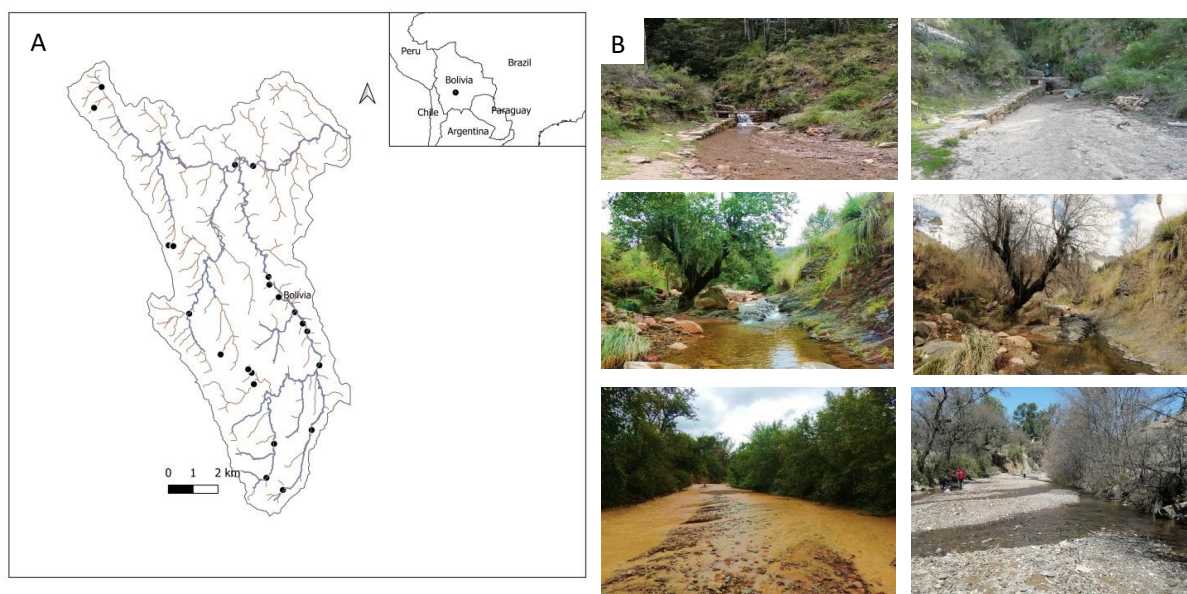 A
Peru
Brazil
Bolivia
Chile
Paraguay
Argentina
Bolivia
0 1 2 km
B